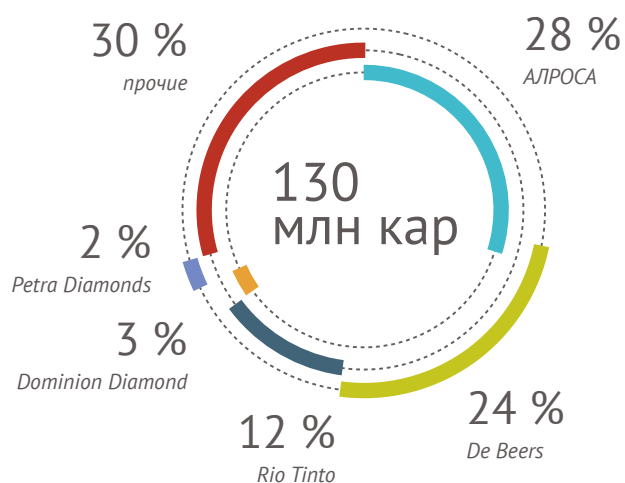 30 %
прочие
28 %
АЛРОСА
130
млн кар
2 %
Petra Diamonds
3 %
Dominion Diamond
12 %
Rio Tinto
24 %
De Beers